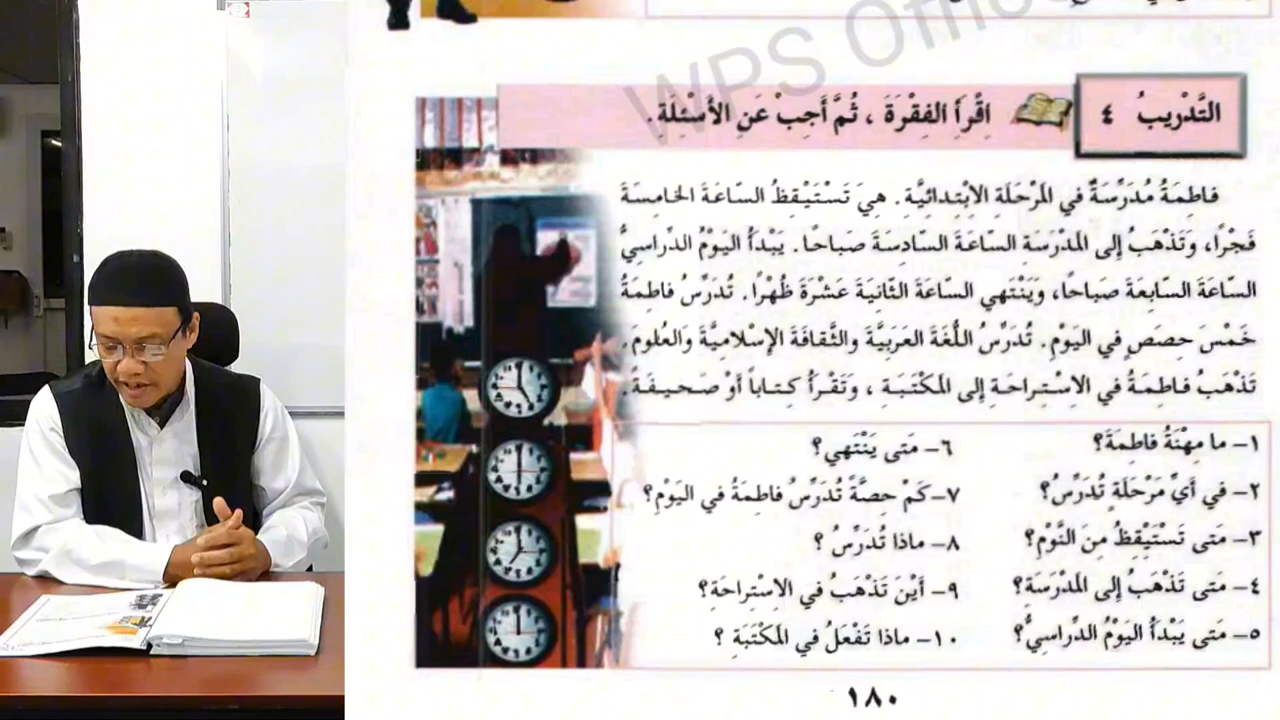 التَّدْرِيبُ ٤ اِقْرَأِ الفِقْرَةَ ، ثُمَّ أَجِبْ عَنِ الأَسْئِلَةِ.
فاطِمَةُ مُدَرِّسَةٌ في المَرْحَلَةِ الابْتِدائِيَّةِ. هِيَ تَسْتَيْقِظُ السّاعَةَ الخامِسَةَ
فَجْرًا، وَتَذْهَبُ إلى المَدْرَسَةِ السّاعَةَ السّادِسَةَ صَباحًا. يَبْدَأُ اليَوْمُ الدِّراسِيُّ
السّاعَةَ السّابِعَةَ صَباحًا، وَيَنْتَهي السّاعَةَ الثّانِيَةَ عَشْرَةَ ظُهْرًا. تُدَرِّسُ فاطِمَةُ
خَمْسَ حِصَصٍ في اليَوْمِ. تُدَرِّسُ اللُّغَةَ العَرَبِيَّةَ والثَّقافَةَ الإسْلامِيَّةَ والعُلومَ.
تَذْهَبُ فاطِمَةُ في الاسْتِراحَةِ إلى المَكْتَبَةِ ، وَتَقْرَأُ كِتاباً أَوْ صَحيفَةً.
١– ما مِهْنَةُ فاطِمَةَ؟
٢– في أَيِّ مَرْحَلَةٍ تُدَرِّسُ؟
٣– مَتى تَسْتَيْقِظُ مِنَ النَّوْمِ؟
٤– مَتى تَذْهَبُ إلى المَدْرَسَةِ؟
٥– مَتى يَبْدَأُ اليَوْمُ الدِّراسِيُّ؟
٦– مَتى يَنْتَهي؟
٧–كَمْ حِصَّةً تُدَرِّسُ فاطِمَةُ في اليَوْمِ؟
٨– ماذا تُدَرِّسُ ؟
٩– أَيْنَ تَذْهَبُ في الاسْتِراحَةِ؟
١٠– ماذا تَفْعَلُ في المَكْتَبَةِ ؟
١٨٠
WPS Office